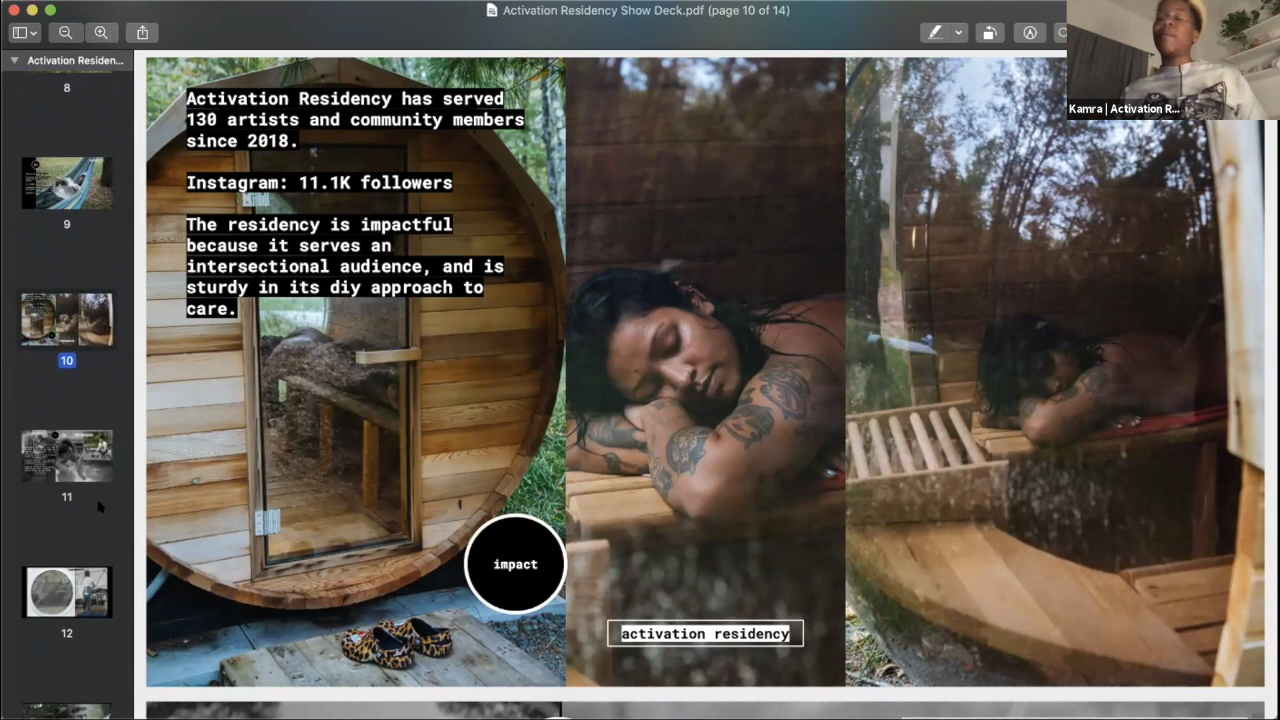 Activation Residency Show Deck.pdf (page 10 of 14)
Activation Residen...
8
9
10
11
12
Kamra | Activation R...
Activation Residency has served
130 artists and community members
since 2018.
Instagram: 11.1K followers
The residency is impactful
because it serves an
intersectional audience, and is
sturdy in its diy approach to
care.
impact
activation residency